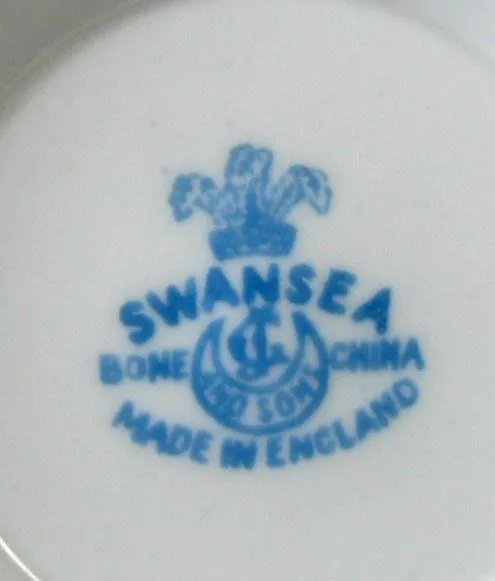 SWANSEA
BONE CHINA
AND SONS
MADE IN ENGLAND